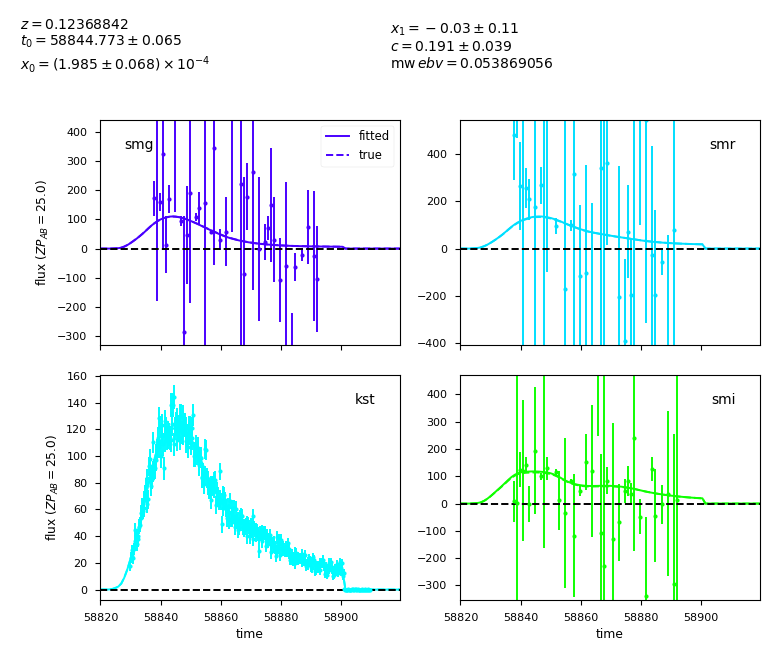 z = 0.12368842
t₀ = 58844.773 ± 0.065
x₀ = (1.985 ± 0.068) × 10⁻⁴
x₁ = −0.03 ± 0.11
c = 0.191 ± 0.039
mw ebv = 0.053869056
smg
fitted
true
400
300
200
100
0
−100
−200
−300
flux (ZP_AB = 25.0)
smr
400
200
0
−200
−400
kst
160
140
120
100
80
60
40
20
0
flux (ZP_AB = 25.0)
58820
58840
58860
58880
58900
time
smi
400
300
200
100
0
−100
−200
−300
58820
58840
58860
58880
58900
time